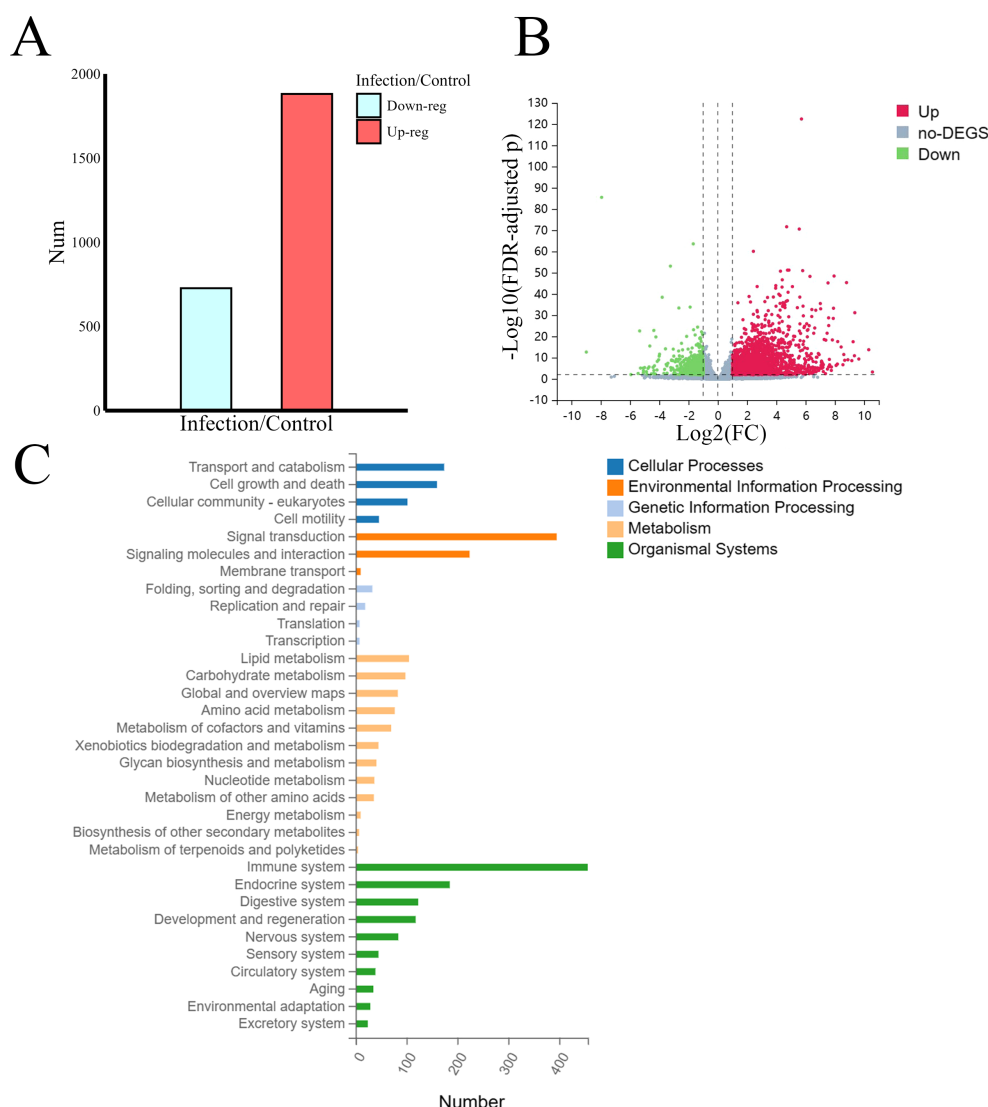 A
2000
1500
1000
500
0
Num
Infection/Control
Infection/Control
Down-reg
Up-reg
B
130
120
110
100
90
80
70
60
50
40
30
20
10
0
-10
-Log10(FDR-adjusted p)
-10 -8 -6 -4 -2 0 2 4 6 8 10
Log2(FC)
Up
no-DEGS
Down
C
Transport and catabolism
Cell growth and death
Cellular community - eukaryotes
Cell motility
Signal transduction
Signaling molecules and interaction
Membrane transport
Folding, sorting and degradation
Replication and repair
Translation
Transcription
Lipid metabolism
Carbohydrate metabolism
Global and overview maps
Amino acid metabolism
Metabolism of cofactors and vitamins
Xenobiotics biodegradation and metabolism
Glycan biosynthesis and metabolism
Nucleotide metabolism
Metabolism of other amino acids
Energy metabolism
Biosynthesis of other secondary metabolites
Metabolism of terpenoids and polyketides
Immune system
Endocrine system
Digestive system
Development and regeneration
Nervous system
Sensory system
Circulatory system
Aging
Environmental adaptation
Excretory system
0 100 200 300 400
Number
Cellular Processes
Environmental Information Processing
Genetic Information Processing
Metabolism
Organismal Systems